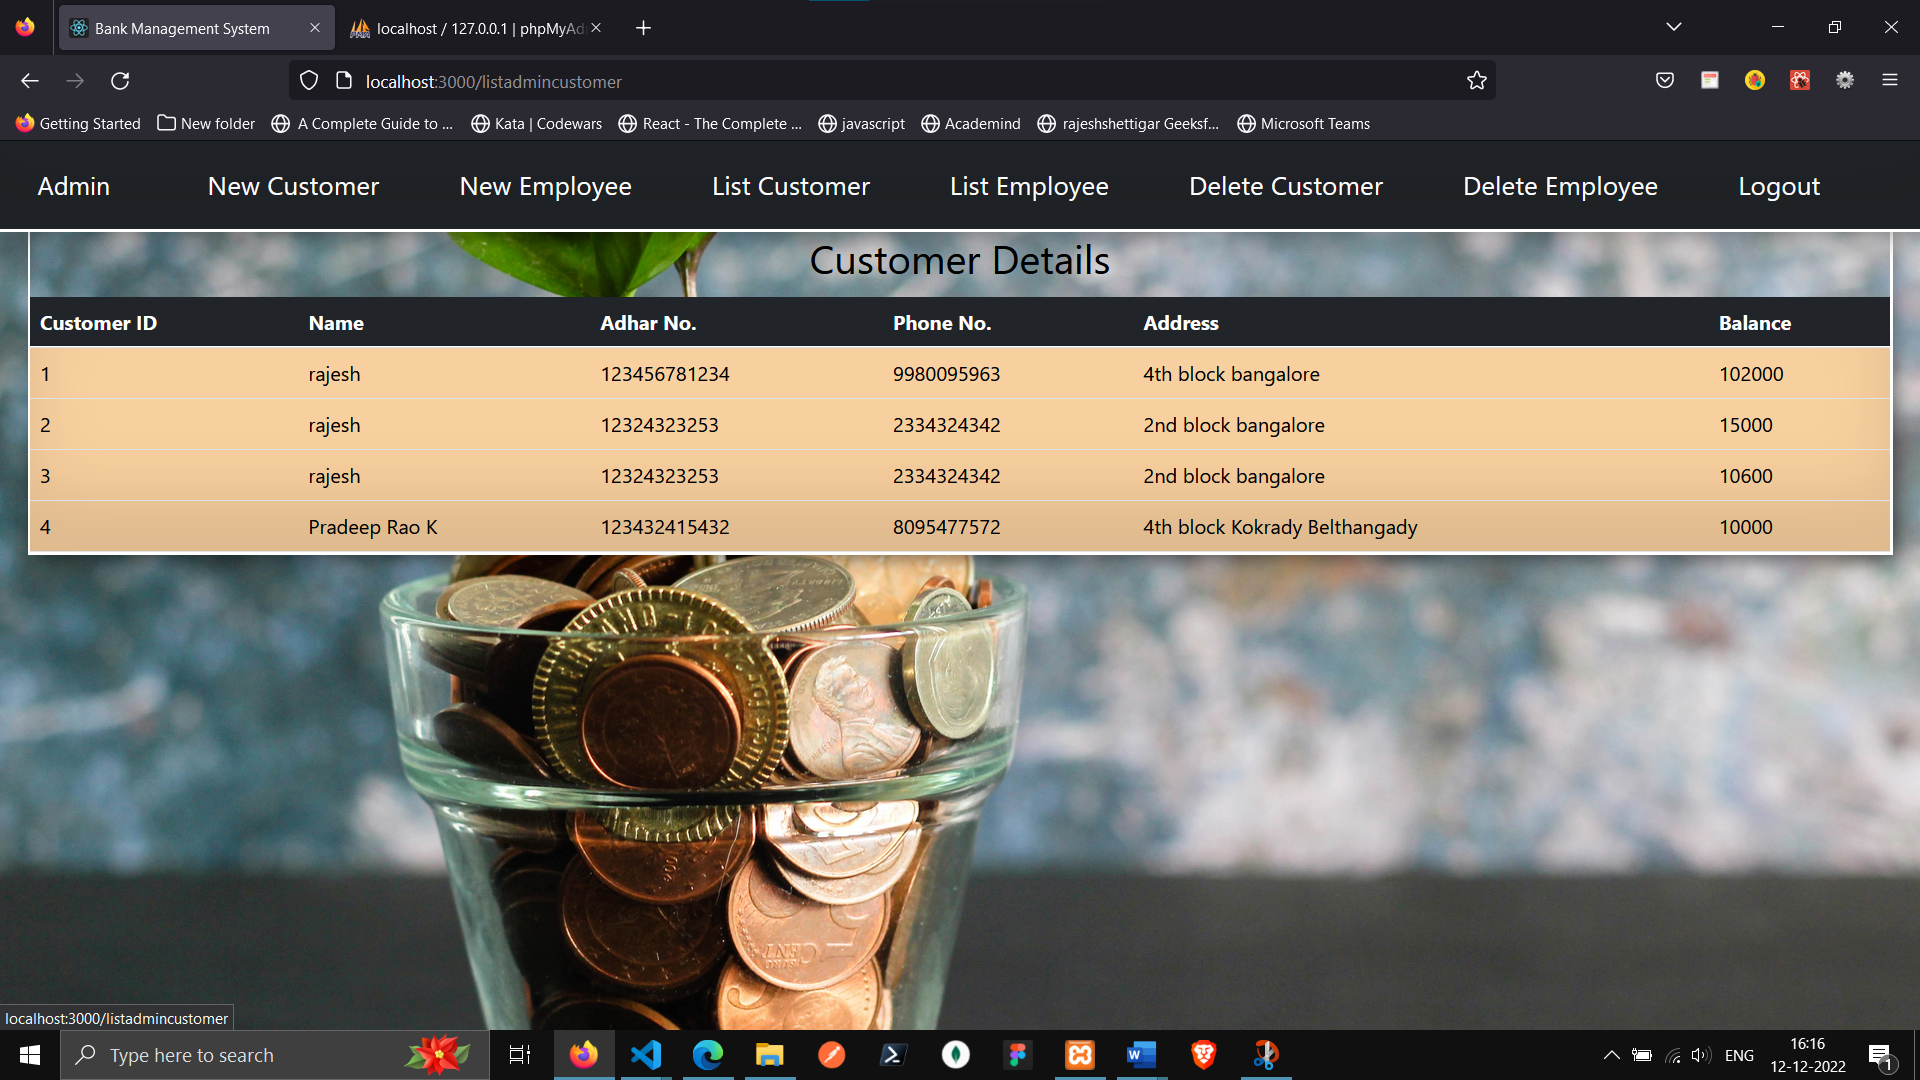 Bank Management System
localhost / 127.0.0.1 | phpMyAd
localhost:3000/listadmincustomer
Getting Started New folder A Complete Guide to ... Kata | Codewars React - The Complete ... javascript Academind rajeshshettigar Geeksf... Microsoft Teams
Admin New Customer New Employee List Customer List Employee Delete Customer Delete Employee Logout
Customer Details
Customer ID Name Adhar No. Phone No. Address Balance
1 rajesh 123456781234 9980095963 4th block bangalore 102000
2 rajesh 12324323253 2334324342 2nd block bangalore 15000
3 rajesh 12324323253 2334324342 2nd block bangalore 10600
4 Pradeep Rao K 123432415432 8095477572 4th block Kokrady Belthangady 10000
localhost:3000/listadmincustomer
Type here to search
ENG
16:16
12-12-2022
1